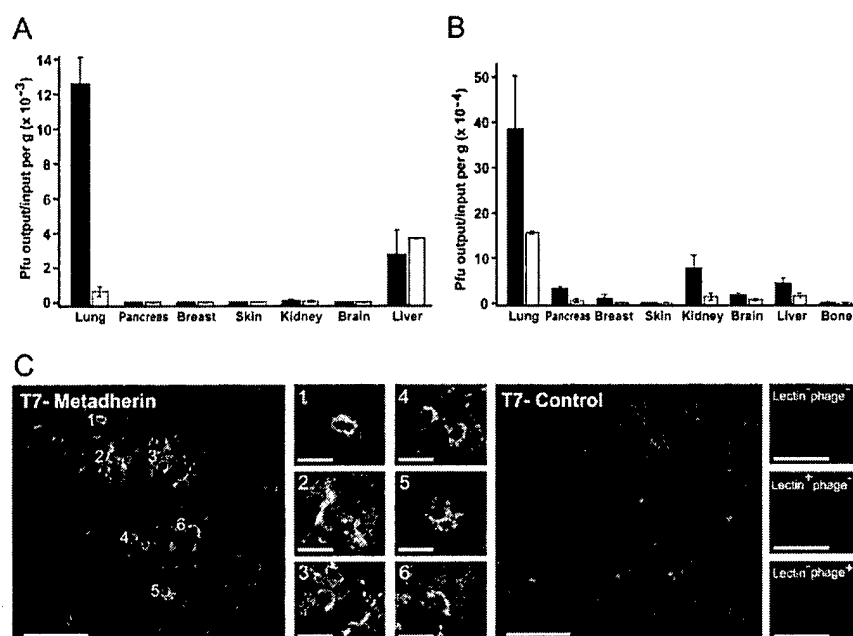 A
Pfu output/input per g (x 10⁻³)
14
12
10
8
6
4
2
0
Lung Pancreas Breast Skin Kidney Brain Liver
B
Pfu output/input per g (x 10⁻⁴)
50
40
30
20
10
0
Lung Pancreas Breast Skin Kidney Brain Liver Bone
C
T7- Metadherin
1
2
3
4
6
5
1
4
2
5
3
6
T7- Control
Lectin⁻phage⁻
Lectin⁺phage⁻
Lectin⁻phage⁺